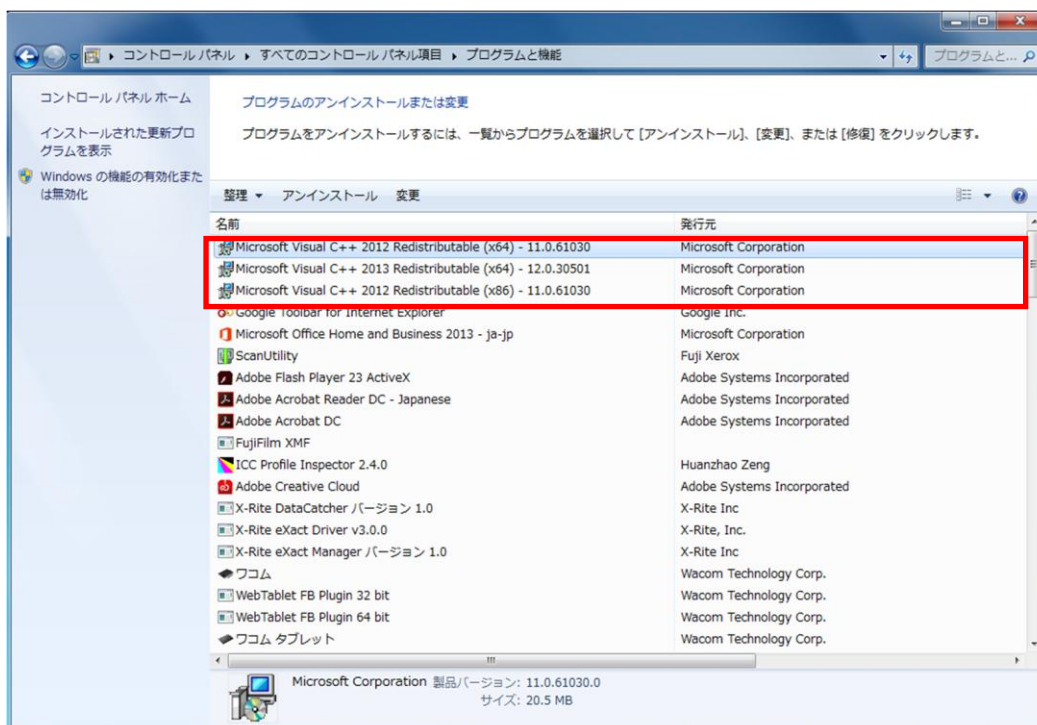 コントロール パネル ▸ すべてのコントロール パネル項目 ▸ プログラムと機能
プログラムと...
コントロール パネル ホーム
インストールされた更新プロ
グラムを表示
Windows の機能の有効化また
は無効化
プログラムのアンインストールまたは変更
プログラムをアンインストールするには、一覧からプログラムを選択して [アンインストール]、[変更]、または [修復] をクリックします。
整理 アンインストール 変更
名前 発行元
Microsoft Visual C++ 2012 Redistributable (x64) - 11.0.61030 Microsoft Corporation
Microsoft Visual C++ 2013 Redistributable (x64) - 12.0.30501 Microsoft Corporation
Microsoft Visual C++ 2012 Redistributable (x86) - 11.0.61030 Microsoft Corporation
Google Toolbar for Internet Explorer Google Inc.
Microsoft Office Home and Business 2013 - ja-jp Microsoft Corporation
ScanUtility Fuji Xerox
Adobe Flash Player 23 ActiveX Adobe Systems Incorporated
Adobe Acrobat Reader DC - Japanese Adobe Systems Incorporated
Adobe Acrobat DC Adobe Systems Incorporated
FujiFilm XMF
ICC Profile Inspector 2.4.0 Huanzhao Zeng
Adobe Creative Cloud Adobe Systems Incorporated
X-Rite DataCatcher バージョン 1.0 X-Rite Inc
X-Rite eXact Driver v3.0.0 X-Rite, Inc.
X-Rite eXact Manager バージョン 1.0 X-Rite Inc
ワコム Wacom Technology Corp.
WebTablet FB Plugin 32 bit Wacom Technology Corp.
WebTablet FB Plugin 64 bit Wacom Technology Corp.
ワコム タブレット Wacom Technology Corp.
Microsoft Corporation 製品バージョン: 11.0.61030.0
サイズ: 20.5 MB